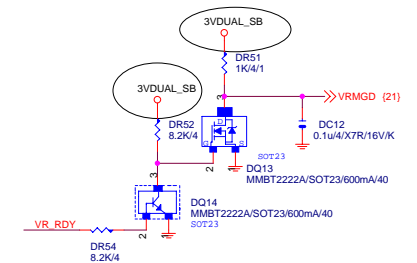 3VDUAL_SB
DR51
1K/4/1
3VDUAL_SB
VRMGD {21}
3
DR52
8.2K/4
DC12
0.1u/4/X7R/16V/K
D
G
S
SOT23
2
1
DQ13
MMBT2222A/SOT23/600mA/40
3
DQ14
MMBT2222A/SOT23/600mA/40
SOT23
VR_RDY
2
1
DR54
8.2K/4